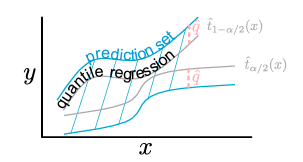 prediction set
quantile regression
q̂
t̂₁₋α/₂(x)
t̂α/₂(x)
q̂
y
x